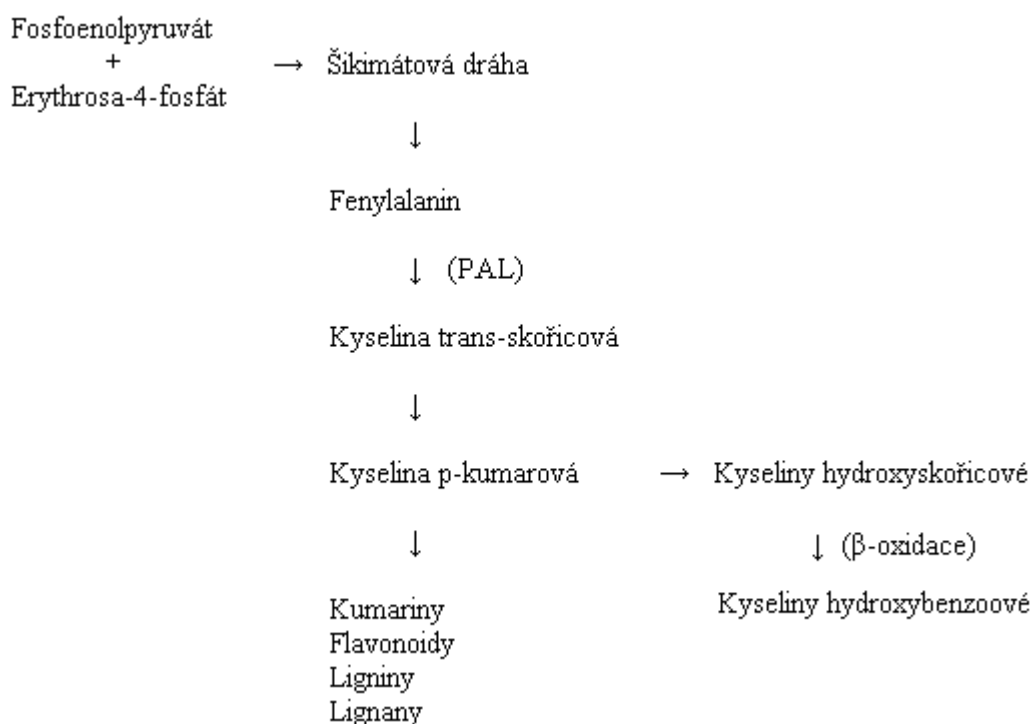 Fosfoenolpyruvát
+
Erythrosa-4-fosfát
→ Šikimátová dráha
↓
Fenylalanin
↓ (PAL)
Kyselina trans-skořicová
↓
Kyselina p-kumarová → Kyseliny hydroxyskořicové
↓ ↓ (β-oxidace)
Kumariny Kyseliny hydroxybenzoové
Flavonoidy
Ligniny
Lignany